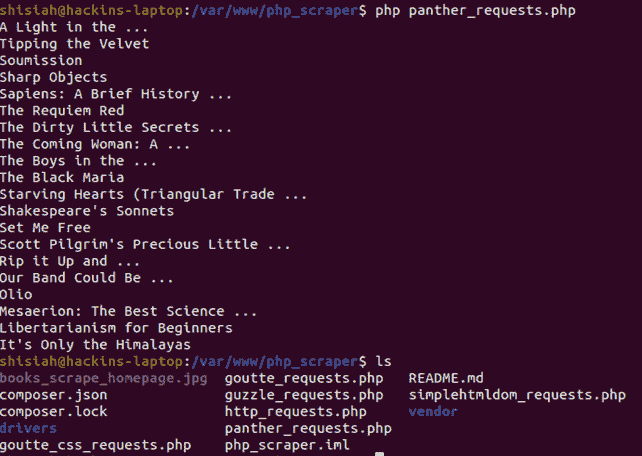 shisiah@hackins-laptop:/var/www/php_scraper$ php panther_requests.php
A Light in the ...
Tipping the Velvet
Soumission
Sharp Objects
Sapiens: A Brief History ...
The Requiem Red
The Dirty Little Secrets ...
The Coming Woman: A ...
The Boys in the ...
The Black Maria
Starving Hearts (Triangular Trade ...
Shakespeare's Sonnets
Set Me Free
Scott Pilgrim's Precious Little ...
Rip it Up and ...
Our Band Could Be ...
Olio
Mesaerion: The Best Science ...
Libertarianism for Beginners
It's Only the Himalayas
shisiah@hackins-laptop:/var/www/php_scraper$ ls
books_scrape_homepage.jpg goutte_requests.php README.md
composer.json guzzle_requests.php simplehtmldom_requests.php
composer.lock http_requests.php vendor
drivers panther_requests.php
goutte_css_requests.php php_scraper.iml